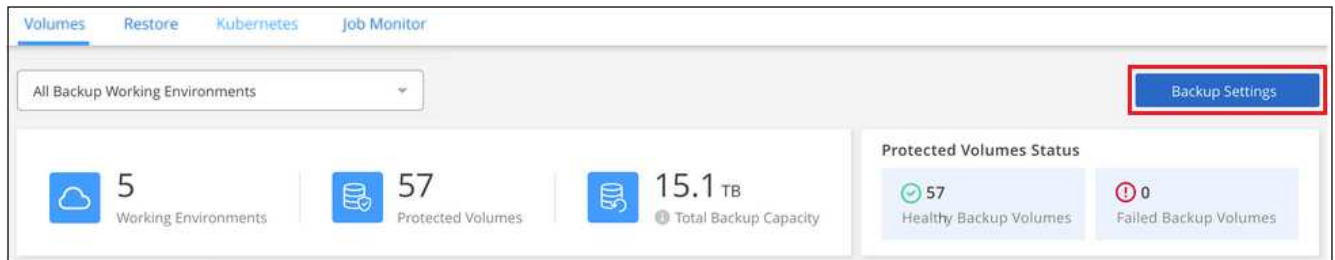 Volumes Restore Kubernetes Job Monitor
All Backup Working Environments
Backup Settings
5
Working Environments
57
Protected Volumes
15.1 TB
Total Backup Capacity
Protected Volumes Status
57
Healthy Backup Volumes
0
Failed Backup Volumes